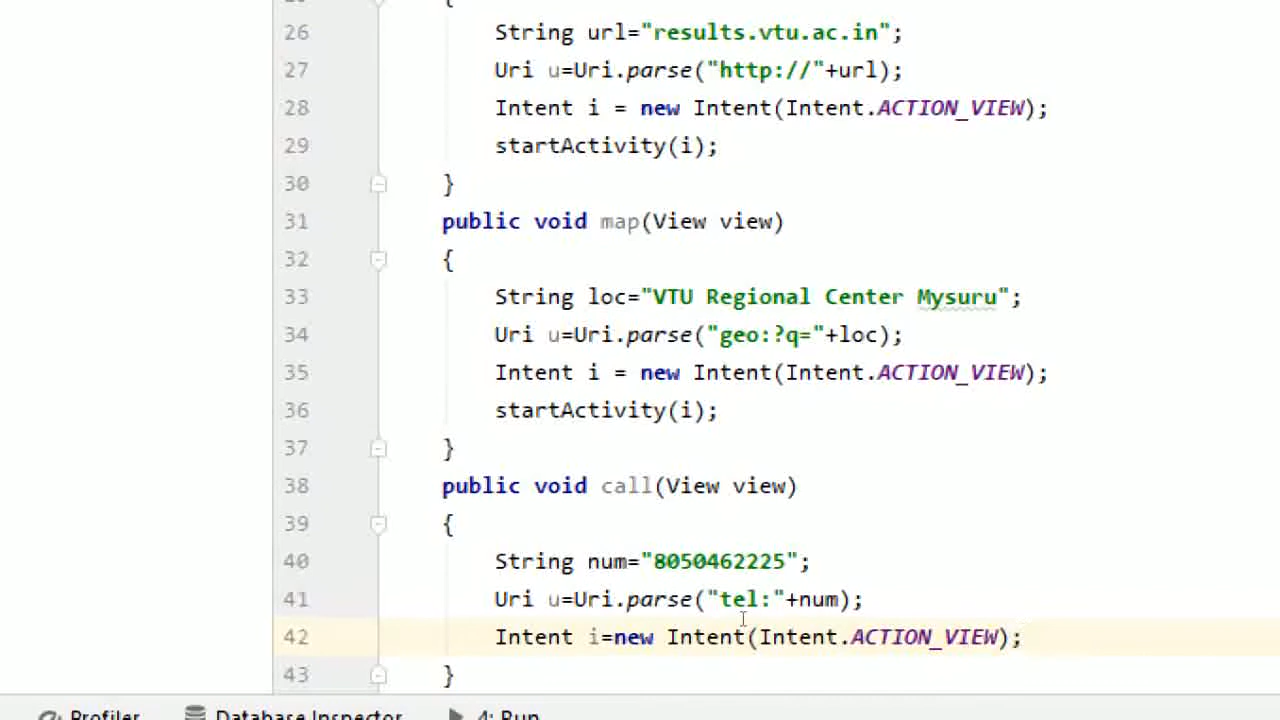 {
26 String url="results.vtu.ac.in";
27 Uri u=Uri.parse("http://"+url);
28 Intent i = new Intent(Intent.ACTION_VIEW);
29 startActivity(i);
30 }
31 public void map(View view)
32 {
33 String loc="VTU Regional Center Mysuru";
34 Uri u=Uri.parse("geo:?q="+loc);
35 Intent i = new Intent(Intent.ACTION_VIEW);
36 startActivity(i);
37 }
38 public void call(View view)
39 {
40 String num="8050462225";
41 Uri u=Uri.parse("tel:"+num);
42 Intent i=new Intent(Intent.ACTION_VIEW);
43 }
Profiler Database Inspector 4: Run